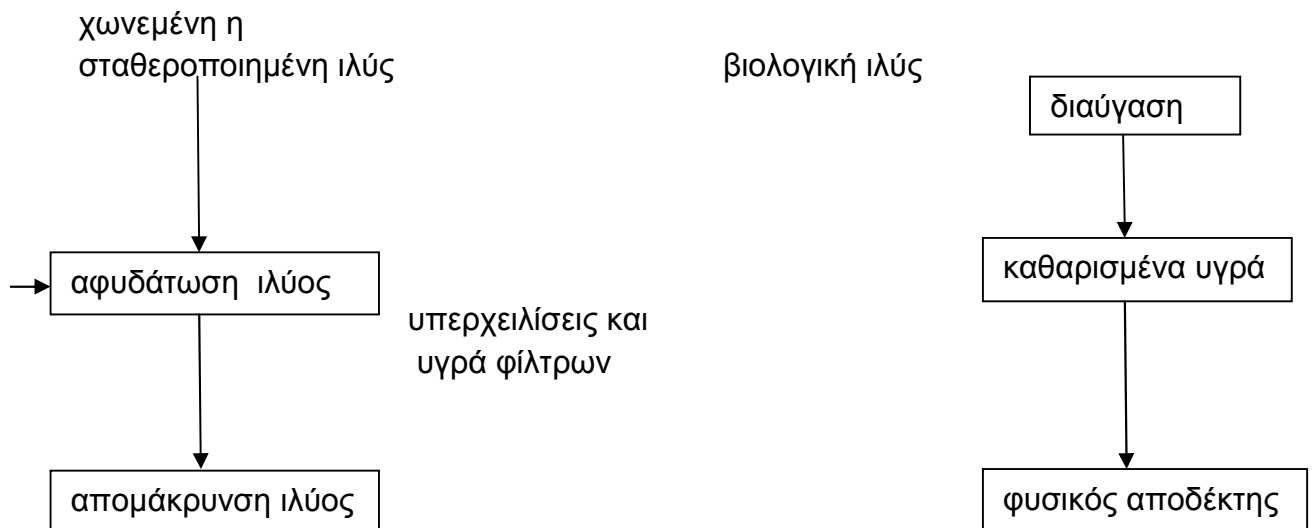 χωνεμένη η
σταθεροποιημένη ιλύς
βιολογική ιλύς
διαύγαση
αφυδάτωση ιλύος
καθαρισμένα υγρά
υπερχειλίσεις και
υγρά φίλτρων
απομάκρυνση ιλύος
φυσικός αποδέκτης